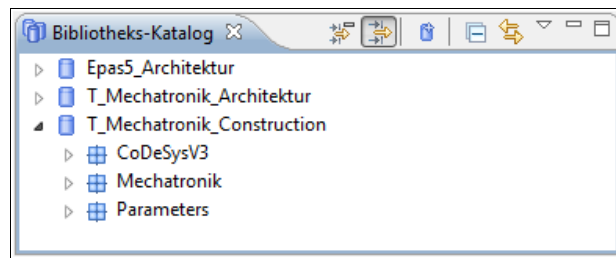 Bibliotheks-Katalog
Epas5_Architektur
T_Mechatronik_Architektur
T_Mechatronik_Construction
CoDeSysV3
Mechatronik
Parameters